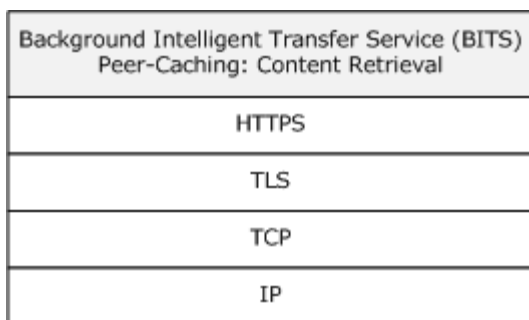 Background Intelligent Transfer Service (BITS)
Peer-Caching: Content Retrieval
HTTPS
TLS
TCP
IP